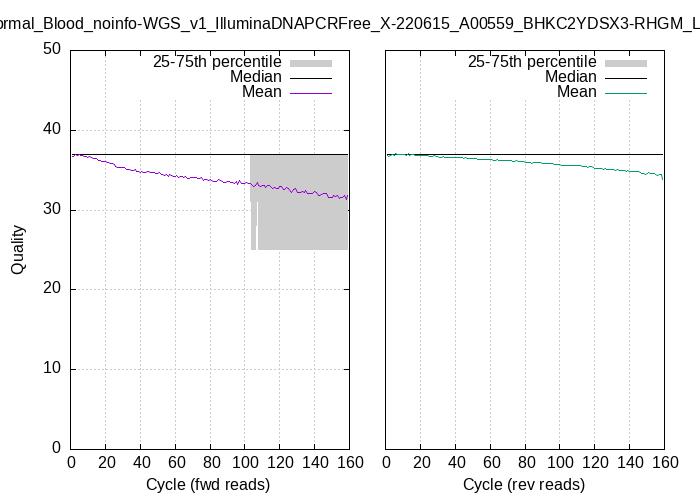 ormal_Blood_noinfo-WGS_v1_IlluminaDNAPCRFree_X-220615_A00559_BHKC2YDSX3-RHGM_L
25-75th percentile
Median
Mean
50
40
30
20
10
0
Quality
0 20 40 60 80 100 120 140 160
Cycle (fwd reads)
25-75th percentile
Median
Mean
0 20 40 60 80 100 120 140 160
Cycle (rev reads)